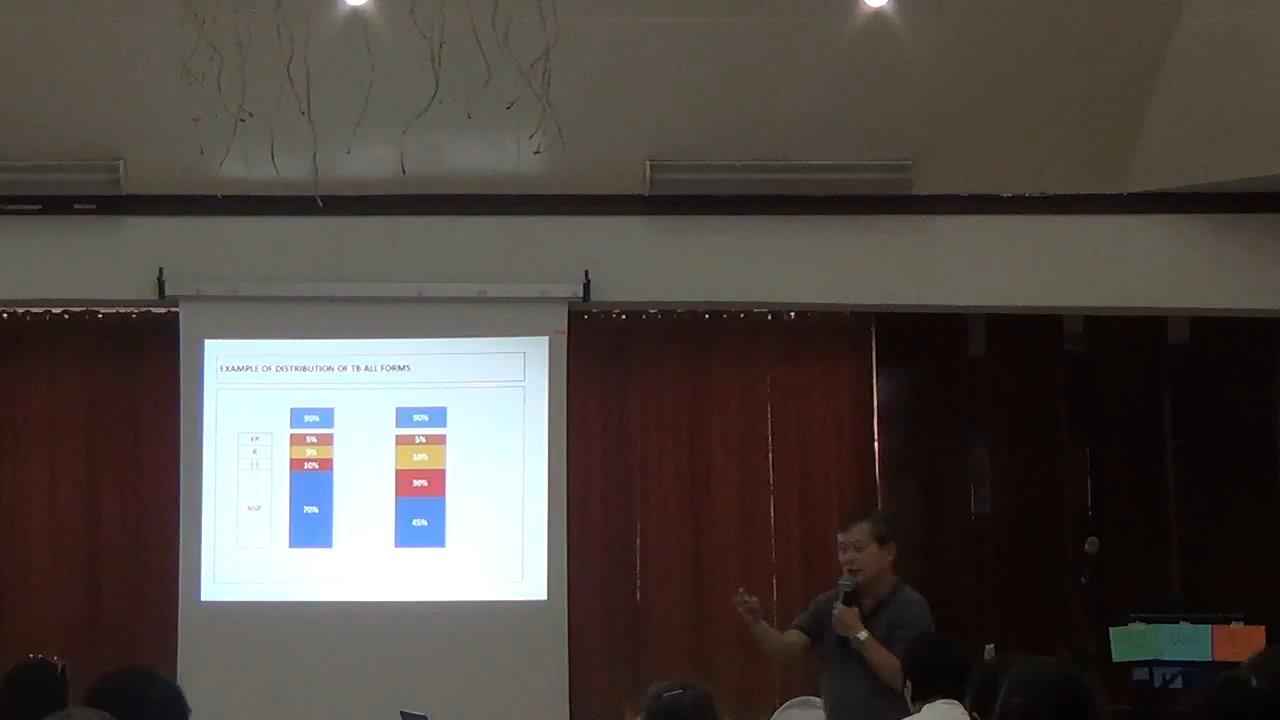 EXAMPLE OF DISTRIBUTION OF TB ALL FORMS
90% 90%
EP 5% 5%
R 5% 10%
(-) 10% 30%
NSP 70% 45%